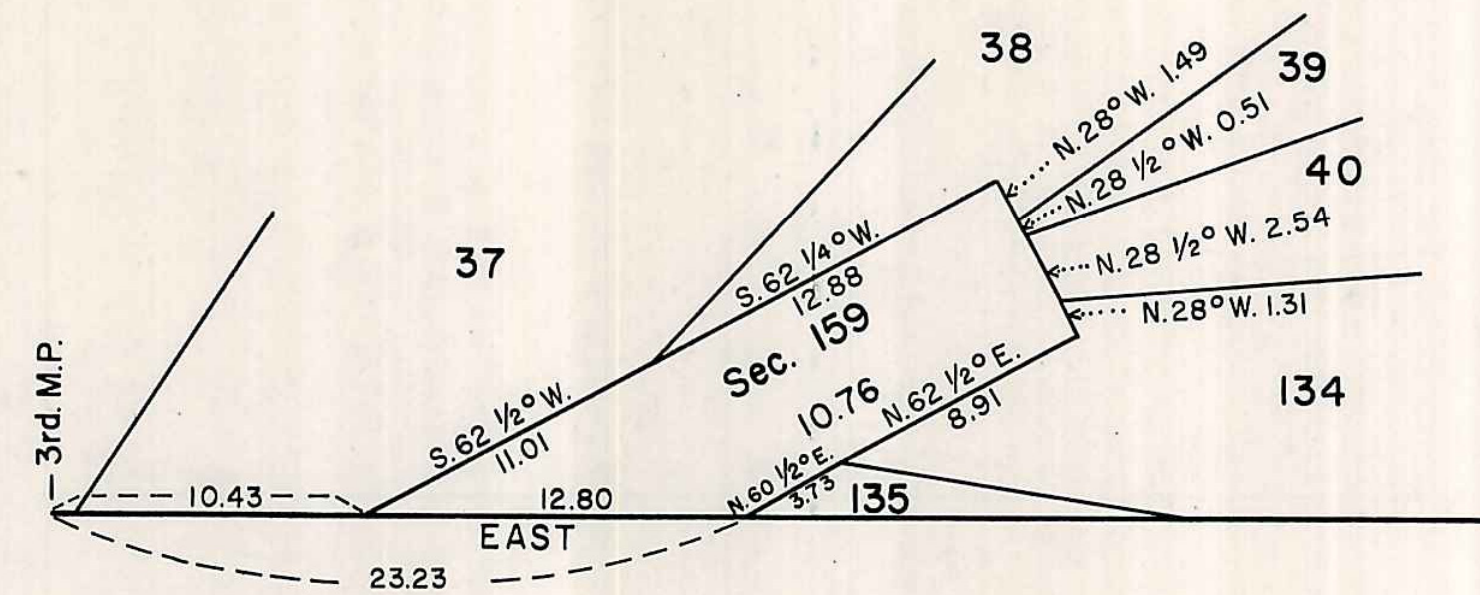 38
39
N. 28° W. 1.49
N. 28 1/2° W. 0.51
40
37
N. 28 1/2° W. 2.54
S. 62 1/4° W.
12.88
N. 28° W. 1.31
Sec. 159
3rd. M.P.
134
10.76
N. 62 1/2° E.
8.91
S. 62 1/2° W.
11.01
N. 60 1/2° E.
3.73
135
10.43
12.80
EAST
23.23